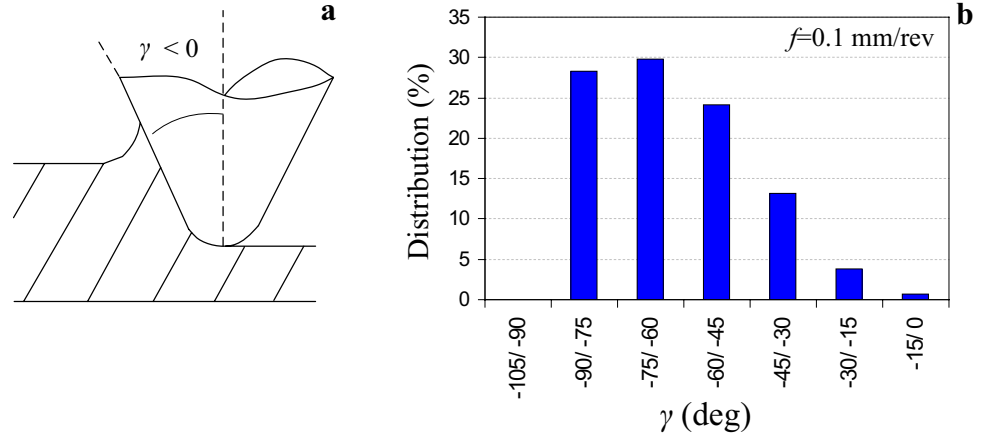 a
γ < 0
b
f=0.1 mm/rev
Distribution (%)
35
30
25
20
15
10
5
0
-105/ -90
-90/ -75
-75/ -60
-60/ -45
-45/ -30
-30/ -15
-15/ 0
γ (deg)